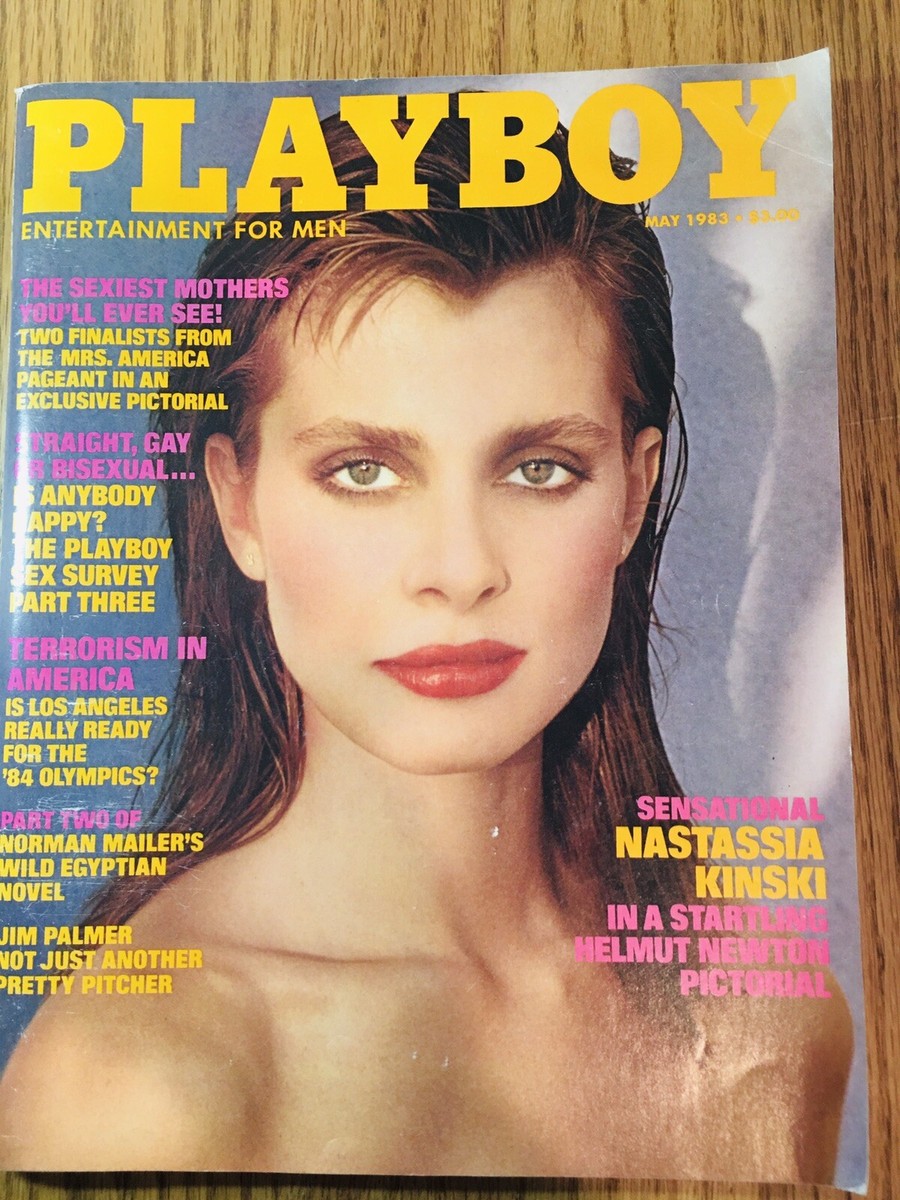 PLAYBOY
ENTERTAINMENT FOR MEN
MAY 1983 • $3.00
THE SEXIEST MOTHERS
YOU'LL EVER SEE!
TWO FINALISTS FROM
THE MRS. AMERICA
PAGEANT IN AN
EXCLUSIVE PICTORIAL
STRAIGHT, GAY
OR BISEXUAL...
IS ANYBODY
HAPPY?
THE PLAYBOY
SEX SURVEY
PART THREE
TERRORISM IN
AMERICA
IS LOS ANGELES
REALLY READY
FOR THE
'84 OLYMPICS?
PART TWO OF
NORMAN MAILER'S
WILD EGYPTIAN
NOVEL
JIM PALMER
NOT JUST ANOTHER
PRETTY PITCHER
SENSATIONAL
NASTASSIA
KINSKI
IN A STARTLING
HELMUT NEWTON
PICTORIAL